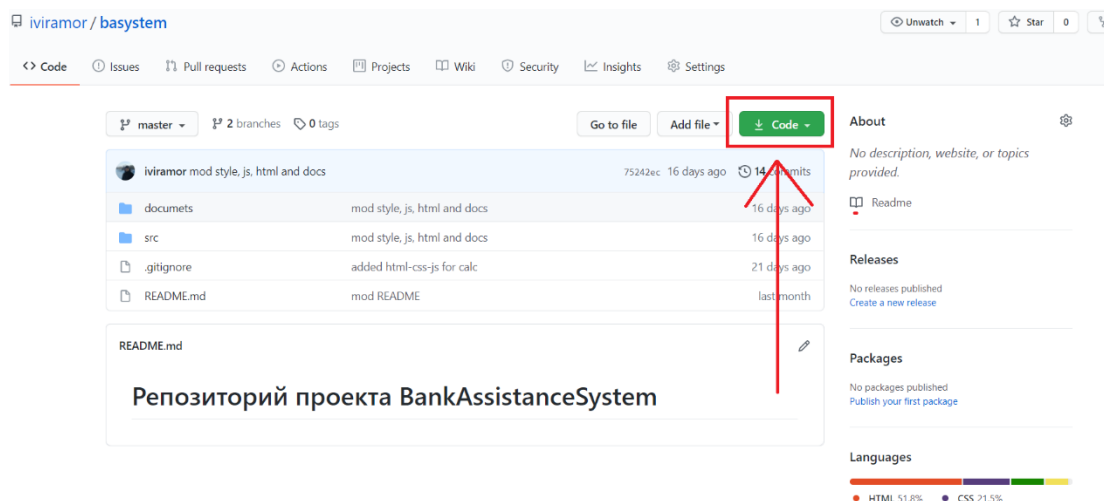 iviramor / basystem
Unwatch 1 Star 0
Code Issues Pull requests Actions Projects Wiki Security Insights Settings
master 2 branches 0 tags Go to file Add file Code
About
No description, website, or topics
provided.
Readme
iviramor mod style, js, html and docs 75242ec 16 days ago 14 commits
documets mod style, js, html and docs 16 days ago
src mod style, js, html and docs 16 days ago
.gitignore added html-css-js for calc 21 days ago
README.md mod README last month
Releases
No releases published
Create a new release
README.md
Репозиторий проекта BankAssistanceSystem
Packages
No packages published
Publish your first package
Languages
HTML 51.8% CSS 21.5%